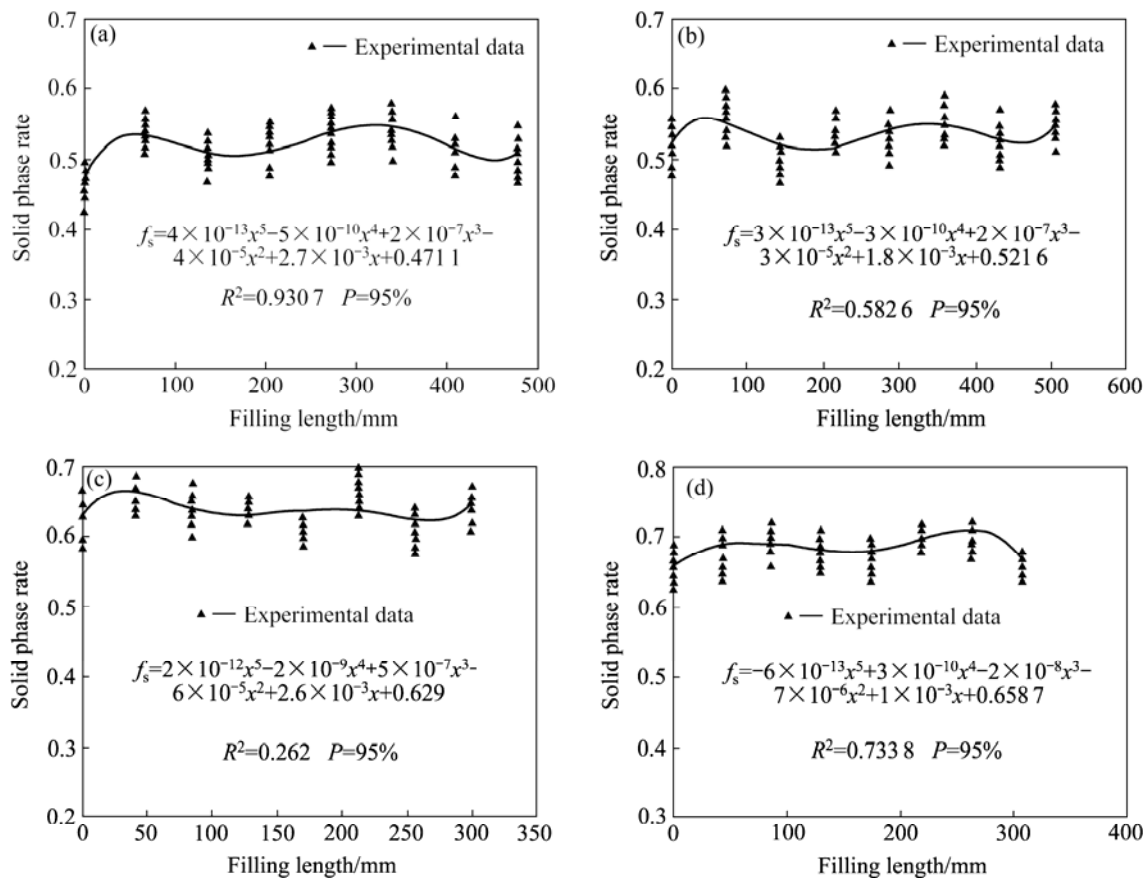 (a)
▲ — Experimental data
Solid phase rate
0.7
0.6
0.5
0.4
0.3
0.2
fs=4×10⁻¹³x⁵−5×10⁻¹⁰x⁴+2×10⁻⁷x³−
4×10⁻⁵x²+2.7×10⁻³x+0.471 1
R²=0.930 7 P=95%
0 100 200 300 400 500
Filling length/mm
(b)
▲ — Experimental data
Solid phase rate
0.7
0.6
0.5
0.4
0.3
0.2
fs=3×10⁻¹³x⁵−3×10⁻¹⁰x⁴+2×10⁻⁷x³−
3×10⁻⁵x²+1.8×10⁻³x+0.521 6
R²=0.582 6 P=95%
0 100 200 300 400 500 600
Filling length/mm
(c)
Solid phase rate
0.7
0.6
0.5
0.4
0.3
0.2
▲ — Experimental data
fs=2×10⁻¹²x⁵−2×10⁻⁹x⁴+5×10⁻⁷x³−
6×10⁻⁵x²+2.6×10⁻³x+0.629
R²=0.262 P=95%
0 50 100 150 200 250 300 350
Filling length/mm
(d)
Solid phase rate
0.8
0.7
0.6
0.5
0.4
0.3
▲ — Experimental data
fs=−6×10⁻¹³x⁵+3×10⁻¹⁰x⁴−2×10⁻⁸x³−
7×10⁻⁶x²+1×10⁻³x+0.658 7
R²=0.733 8 P=95%
0 100 200 300 400
Filling length/mm